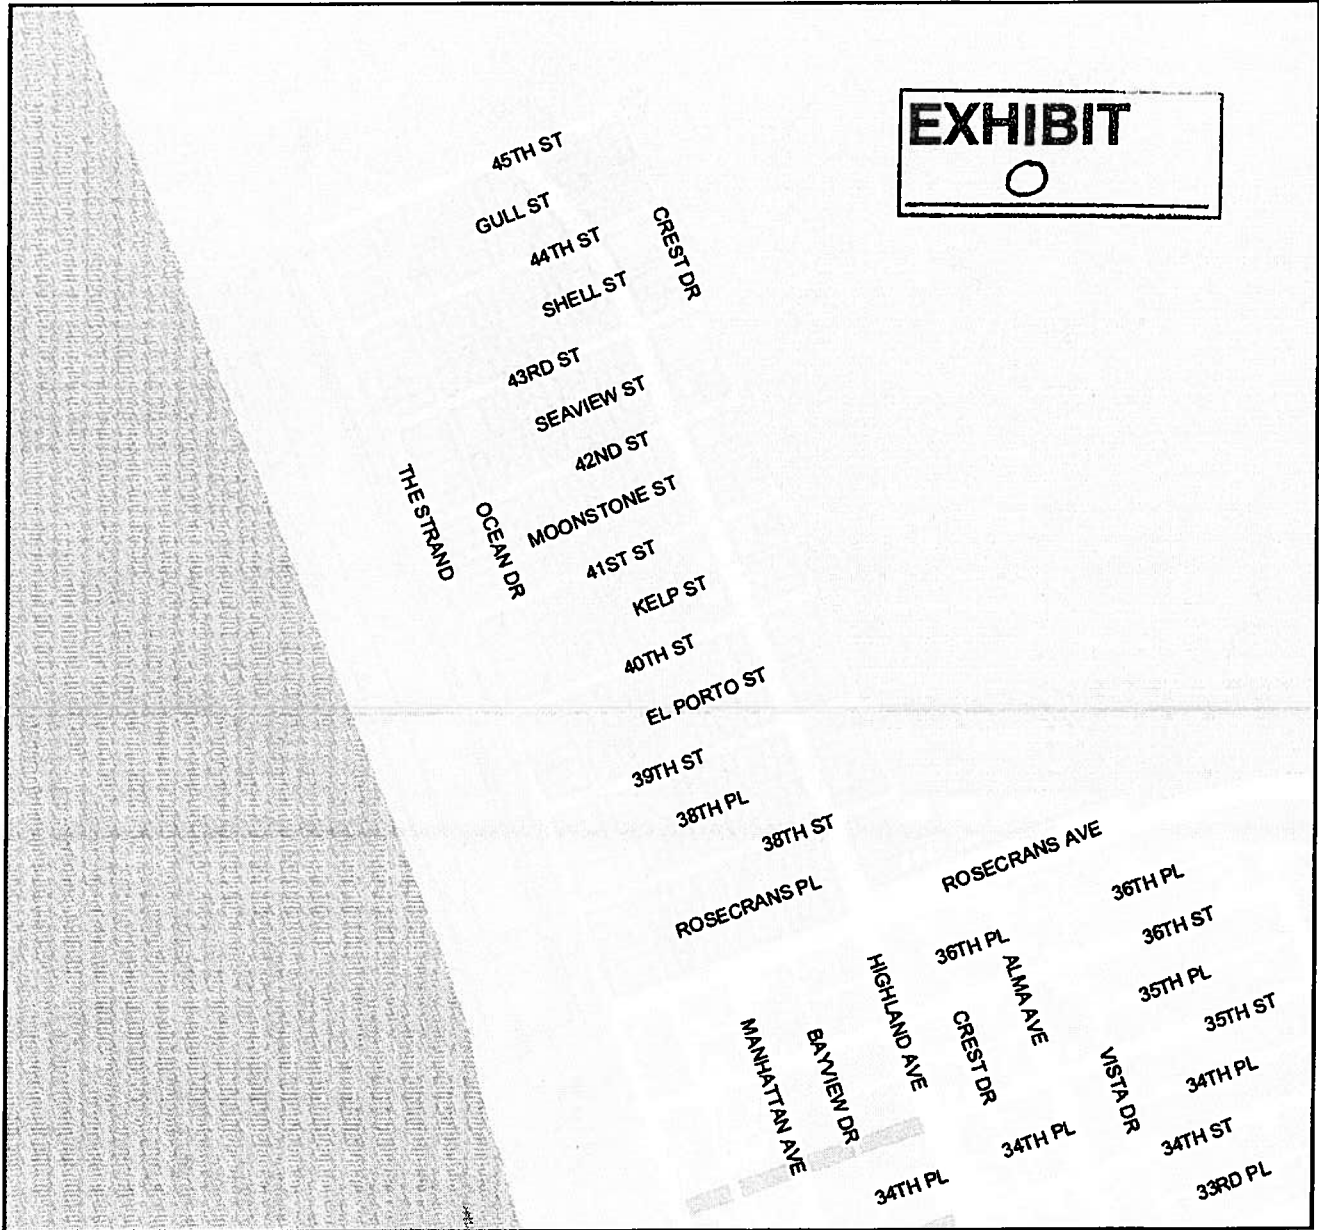 EXHIBIT
O
45TH ST
GULL ST
CREST DR
44TH ST
SHELL ST
43RD ST
SEAVIEW ST
42ND ST
THE STRAND
OCEAN DR
MOONSTONE ST
41ST ST
KELP ST
40TH ST
EL PORTO ST
39TH ST
38TH PL
38TH ST
ROSECRANS AVE
ROSECRANS PL
36TH PL
36TH ST
36TH PL
HIGHLAND AVE
ALMA AVE
35TH PL
35TH ST
MANHATTAN AVE
BAYVIEW DR
CREST DR
VISTA DR
34TH PL
34TH PL
34TH ST
34TH PL
33RD PL